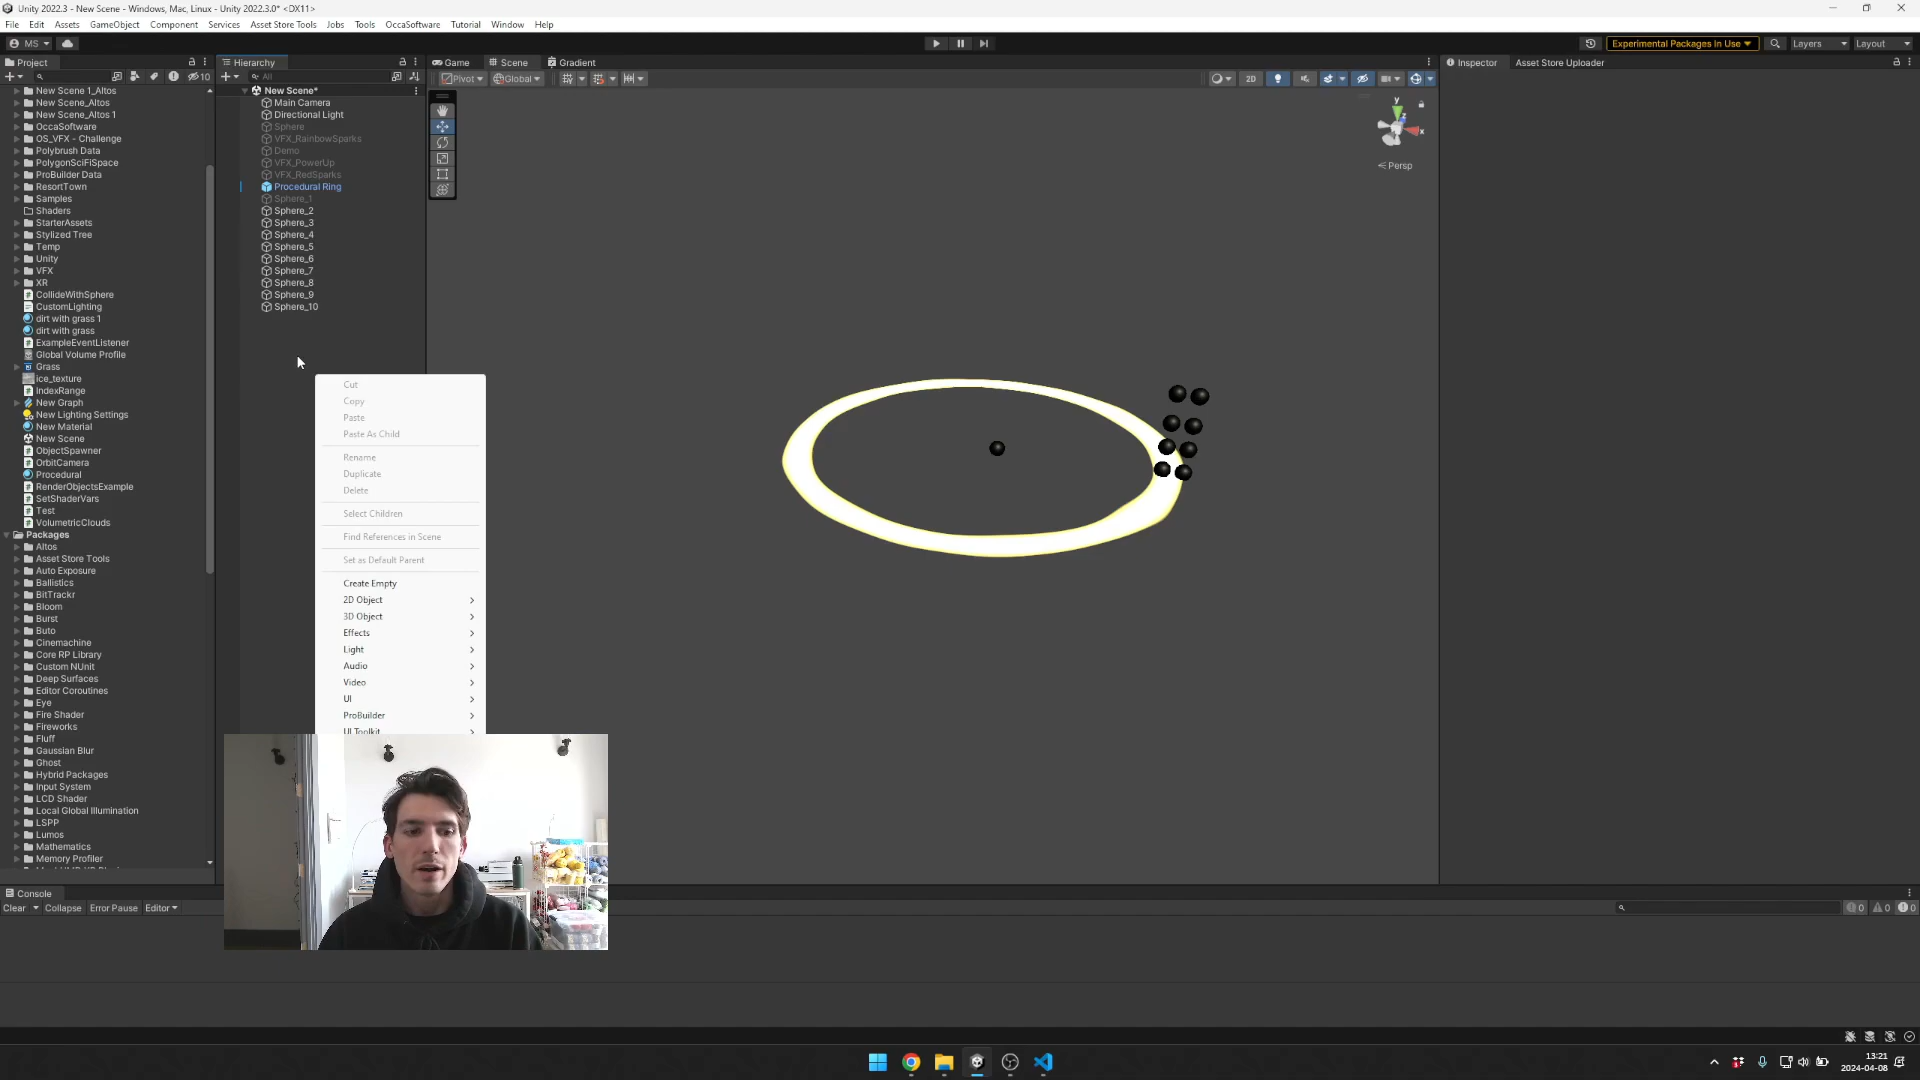 Unity 2022.3 - New Scene - Windows, Mac, Linux - Unity 2022.3.0* <DX11>
File Edit Assets GameObject Component Services Asset Store Tools Jobs Tools OccaSoftware Tutorial Window Help
MS
Experimental Packages In Use
Layers
Layout
Project
10
New Scene 1_Altos
New Scene_Altos
New Scene_Altos 1
OccaSoftware
OS_VFX - Challenge
Polybrush Data
PolygonSciFiSpace
ProBuilder Data
ResortTown
Samples
Shaders
StarterAssets
Stylized Tree
Temp
Unity
VFX
XR
CollideWithSphere
CustomLighting
dirt with grass 1
dirt with grass
ExampleEventListener
Global Volume Profile
Grass
ice_texture
IndexRange
New Graph
New Lighting Settings
New Material
New Scene
ObjectSpawner
OrbitCamera
Procedural
RenderObjectsExample
SetShaderVars
Test
VolumetricClouds
Packages
Altos
Asset Store Tools
Auto Exposure
Ballistics
BitTrackr
Bloom
Burst
Buto
Cinemachine
Core RP Library
Custom NUnit
Deep Surfaces
Editor Coroutines
Eye
Fire Shader
Fireworks
Fluff
Gaussian Blur
Ghost
Hybrid Packages
Input System
LCD Shader
Local Global Illumination
LSPP
Lumos
Mathematics
Memory Profiler
Hierarchy
All
New Scene*
Main Camera
Directional Light
Sphere
VFX_RainbowSparks
Demo
VFX_PowerUp
VFX_RedSparks
Procedural Ring
Sphere_1
Sphere_2
Sphere_3
Sphere_4
Sphere_5
Sphere_6
Sphere_7
Sphere_8
Sphere_9
Sphere_10
Cut
Copy
Paste
Paste As Child
Rename
Duplicate
Delete
Select Children
Find References in Scene
Set as Default Parent
Create Empty
2D Object
3D Object
Effects
Light
Audio
Video
UI
ProBuilder
UI Toolkit
Game Scene Gradient
Pivot Global
2D
y
z
x
Persp
Inspector Asset Store Uploader
Console
Clear Collapse Error Pause Editor
0 0 0
13:21
2024-04-08